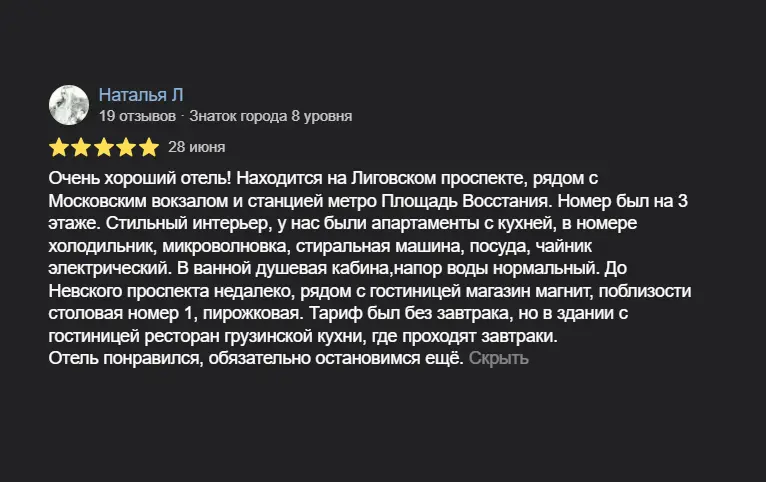 Наталья Л
19 отзывов · Знаток города 8 уровня
28 июня
Очень хороший отель! Находится на Лиговском проспекте, рядом с
Московским вокзалом и станцией метро Площадь Восстания. Номер был на 3
этаже. Стильный интерьер, у нас были апартаменты с кухней, в номере
холодильник, микроволновка, стиральная машина, посуда, чайник
электрический. В ванной душевая кабина,напор воды нормальный. До
Невского проспекта недалеко, рядом с гостиницей магазин магнит, поблизости
столовая номер 1, пирожковая. Тариф был без завтрака, но в здании с
гостиницей ресторан грузинской кухни, где проходят завтраки.
Отель понравился, обязательно остановимся ещё. Скрыть